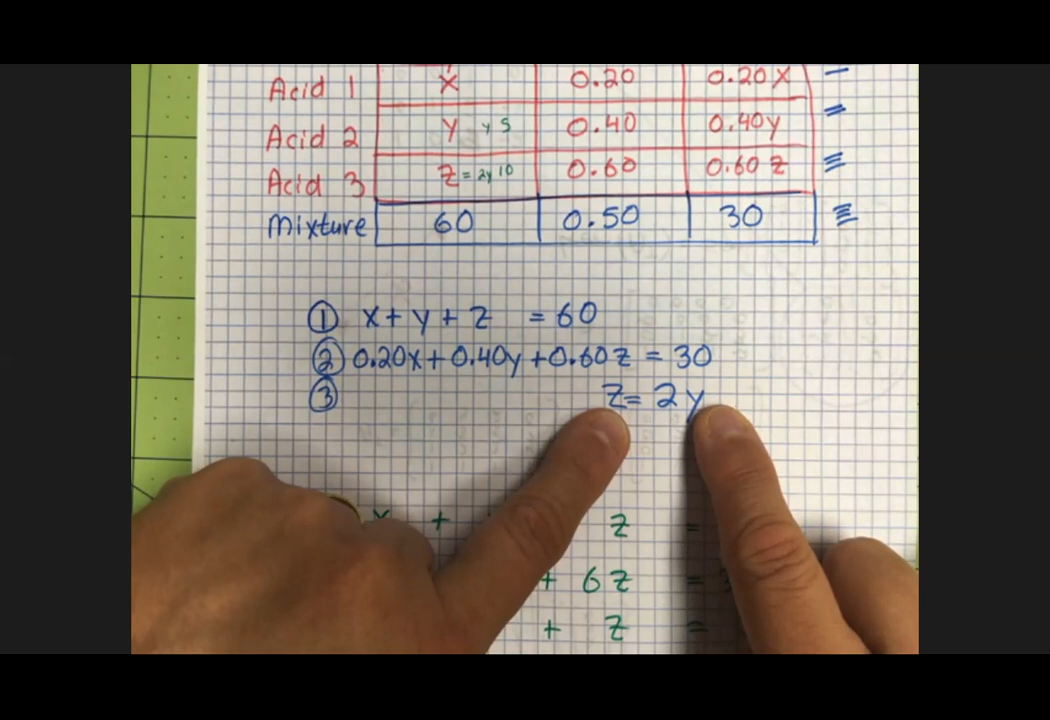 Acid 1 x 0.20 0.20x
Acid 2 y y 5 0.40 0.40y
Acid 3 z = 2y 10 0.60 0.60z
Mixture 60 0.50 30
① x + y + z = 60
② 0.20x + 0.40y + 0.60z = 30
③ z = 2y
x + z =
+ 6z =
+ z =